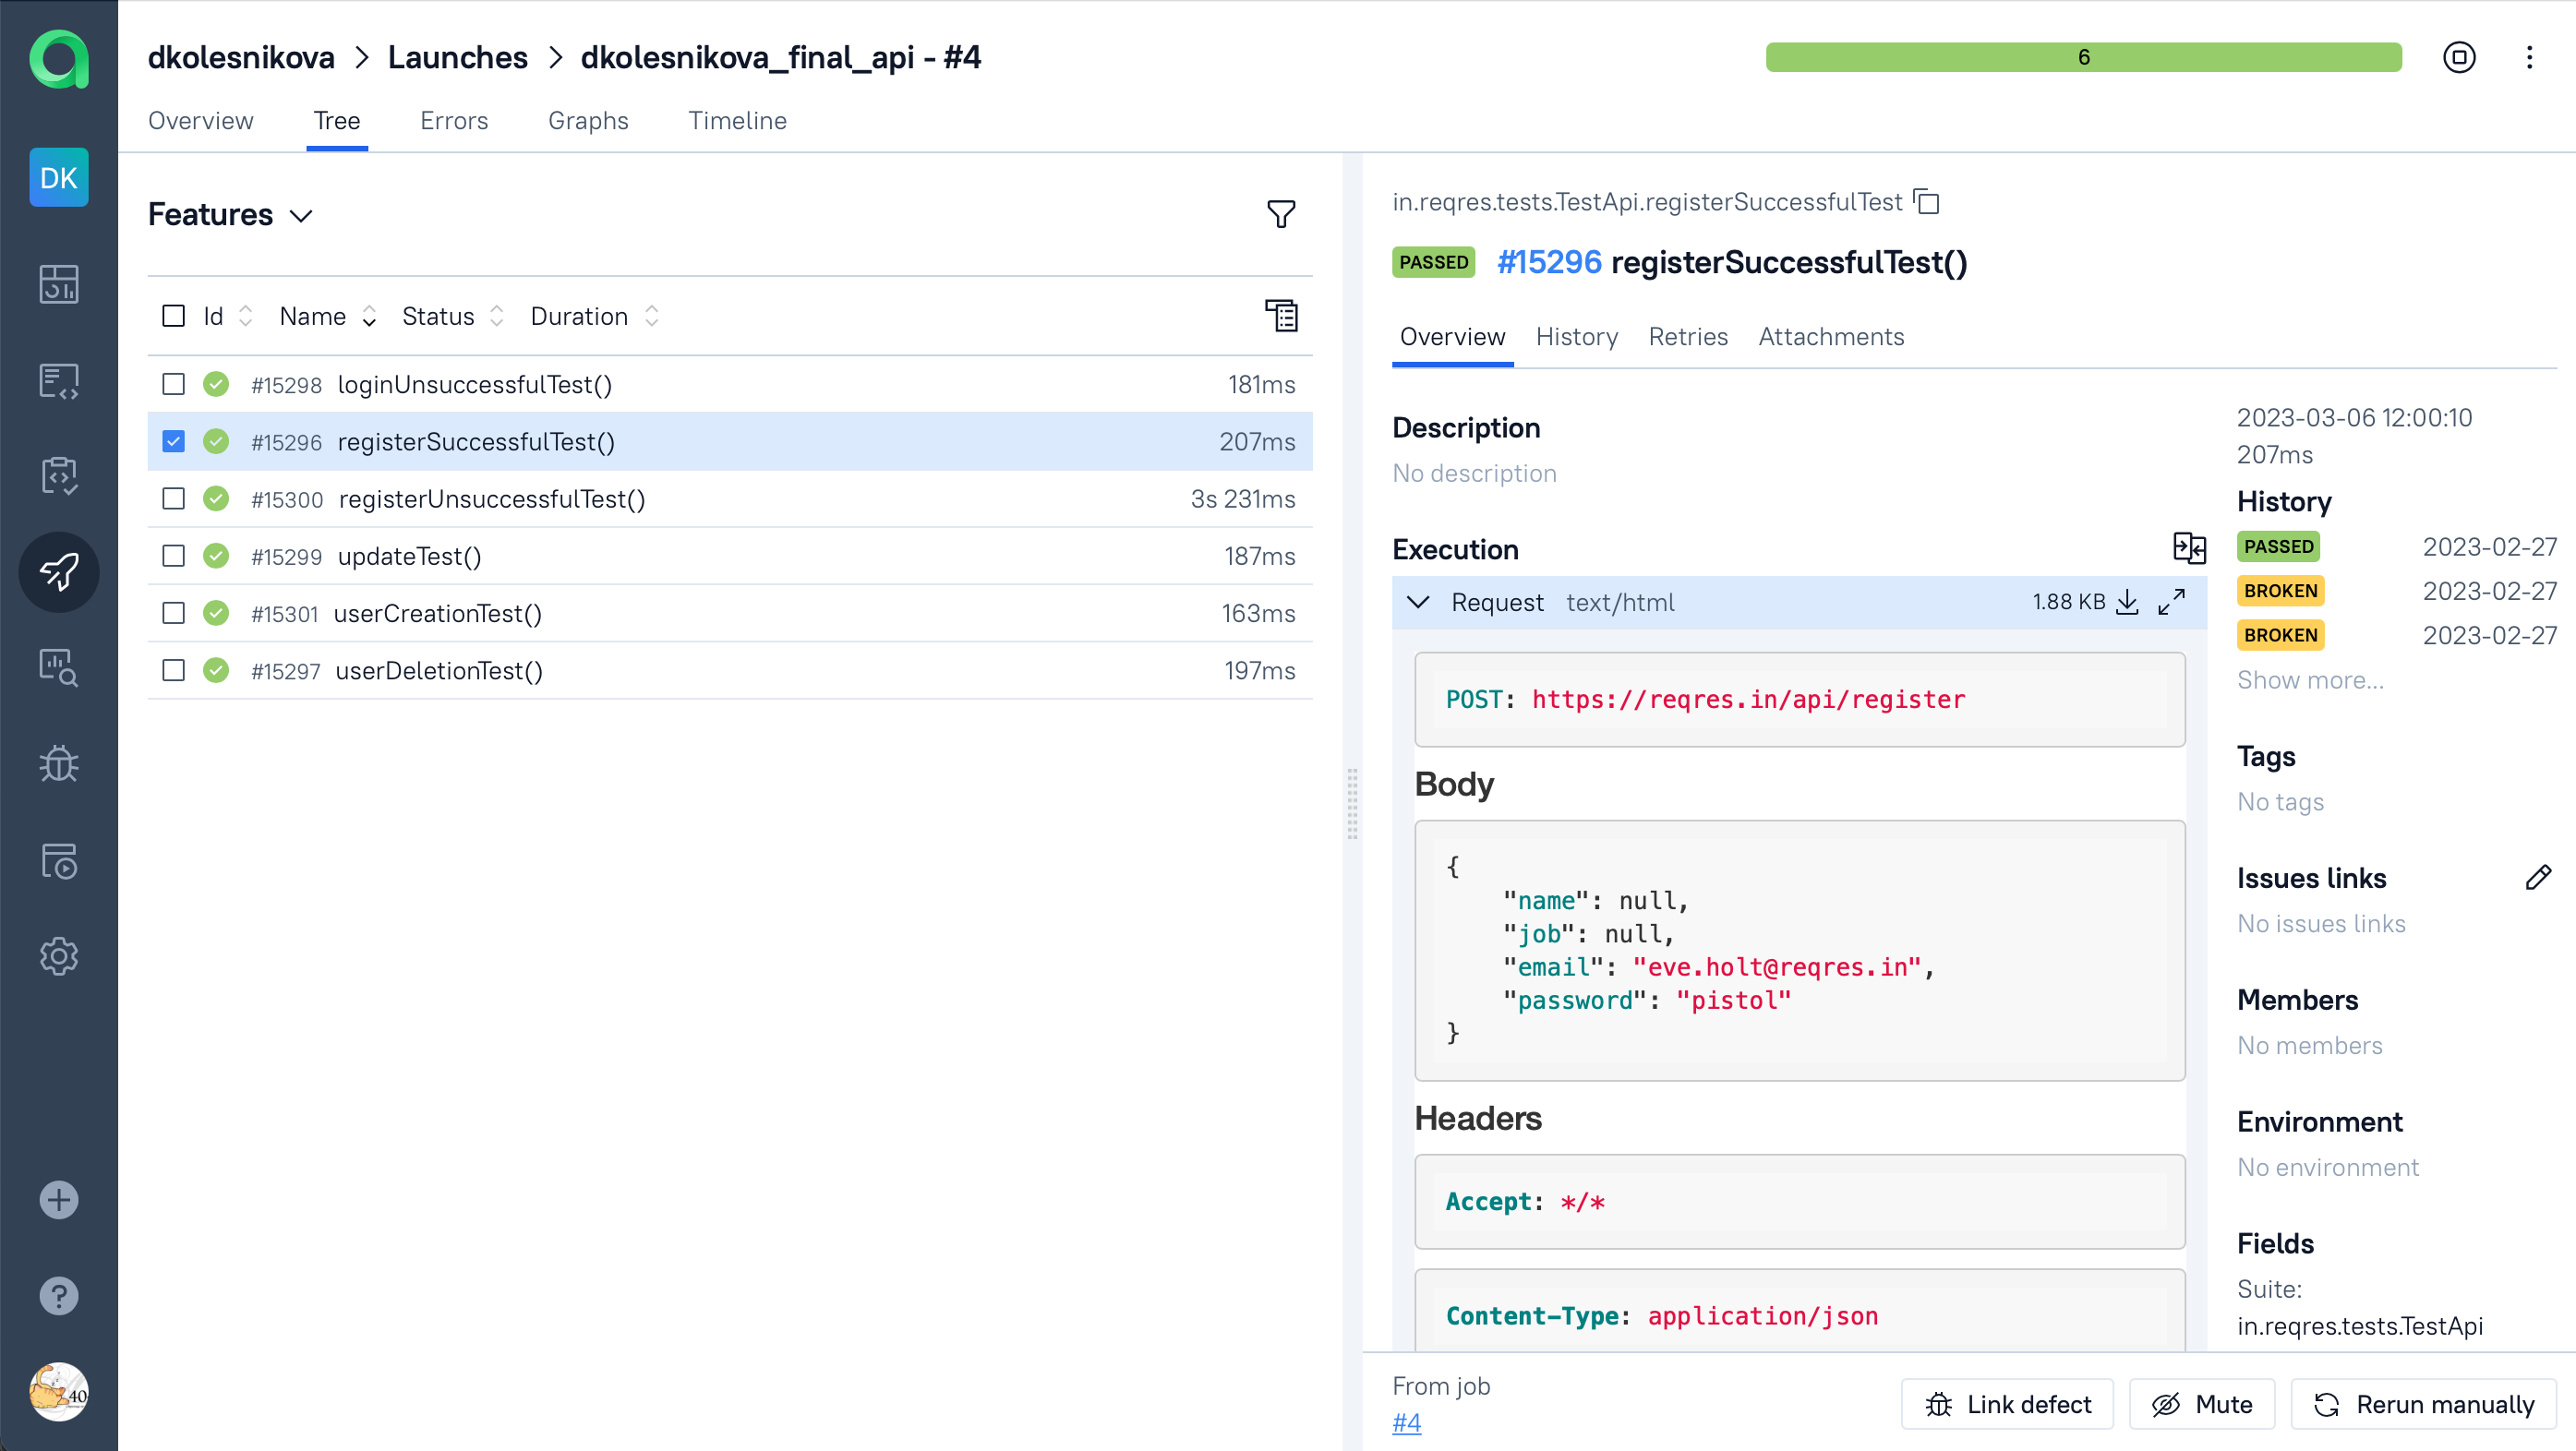 dkolesnikova > Launches > dkolesnikova_final_api - #4
6
Overview Tree Errors Graphs Timeline
DK
Features
Id Name Status Duration
#15298 loginUnsuccessfulTest() 181ms
#15296 registerSuccessfulTest() 207ms
#15300 registerUnsuccessfulTest() 3s 231ms
#15299 updateTest() 187ms
#15301 userCreationTest() 163ms
#15297 userDeletionTest() 197ms
40
in.reqres.tests.TestApi.registerSuccessfulTest
PASSED #15296 registerSuccessfulTest()
Overview History Retries Attachments
Description
No description
Execution
Request text/html 1.88 KB
POST: https://reqres.in/api/register
Body
{
"name": null,
"job": null,
"email": "eve.holt@reqres.in",
"password": "pistol"
}
Headers
Accept: */*
Content-Type: application/json
2023-03-06 12:00:10
207ms
History
PASSED 2023-02-27
BROKEN 2023-02-27
BROKEN 2023-02-27
Show more...
Tags
No tags
Issues links
No issues links
Members
No members
Environment
No environment
Fields
Suite:
in.reqres.tests.TestApi
From job
#4
Link defect
Mute
Rerun manually